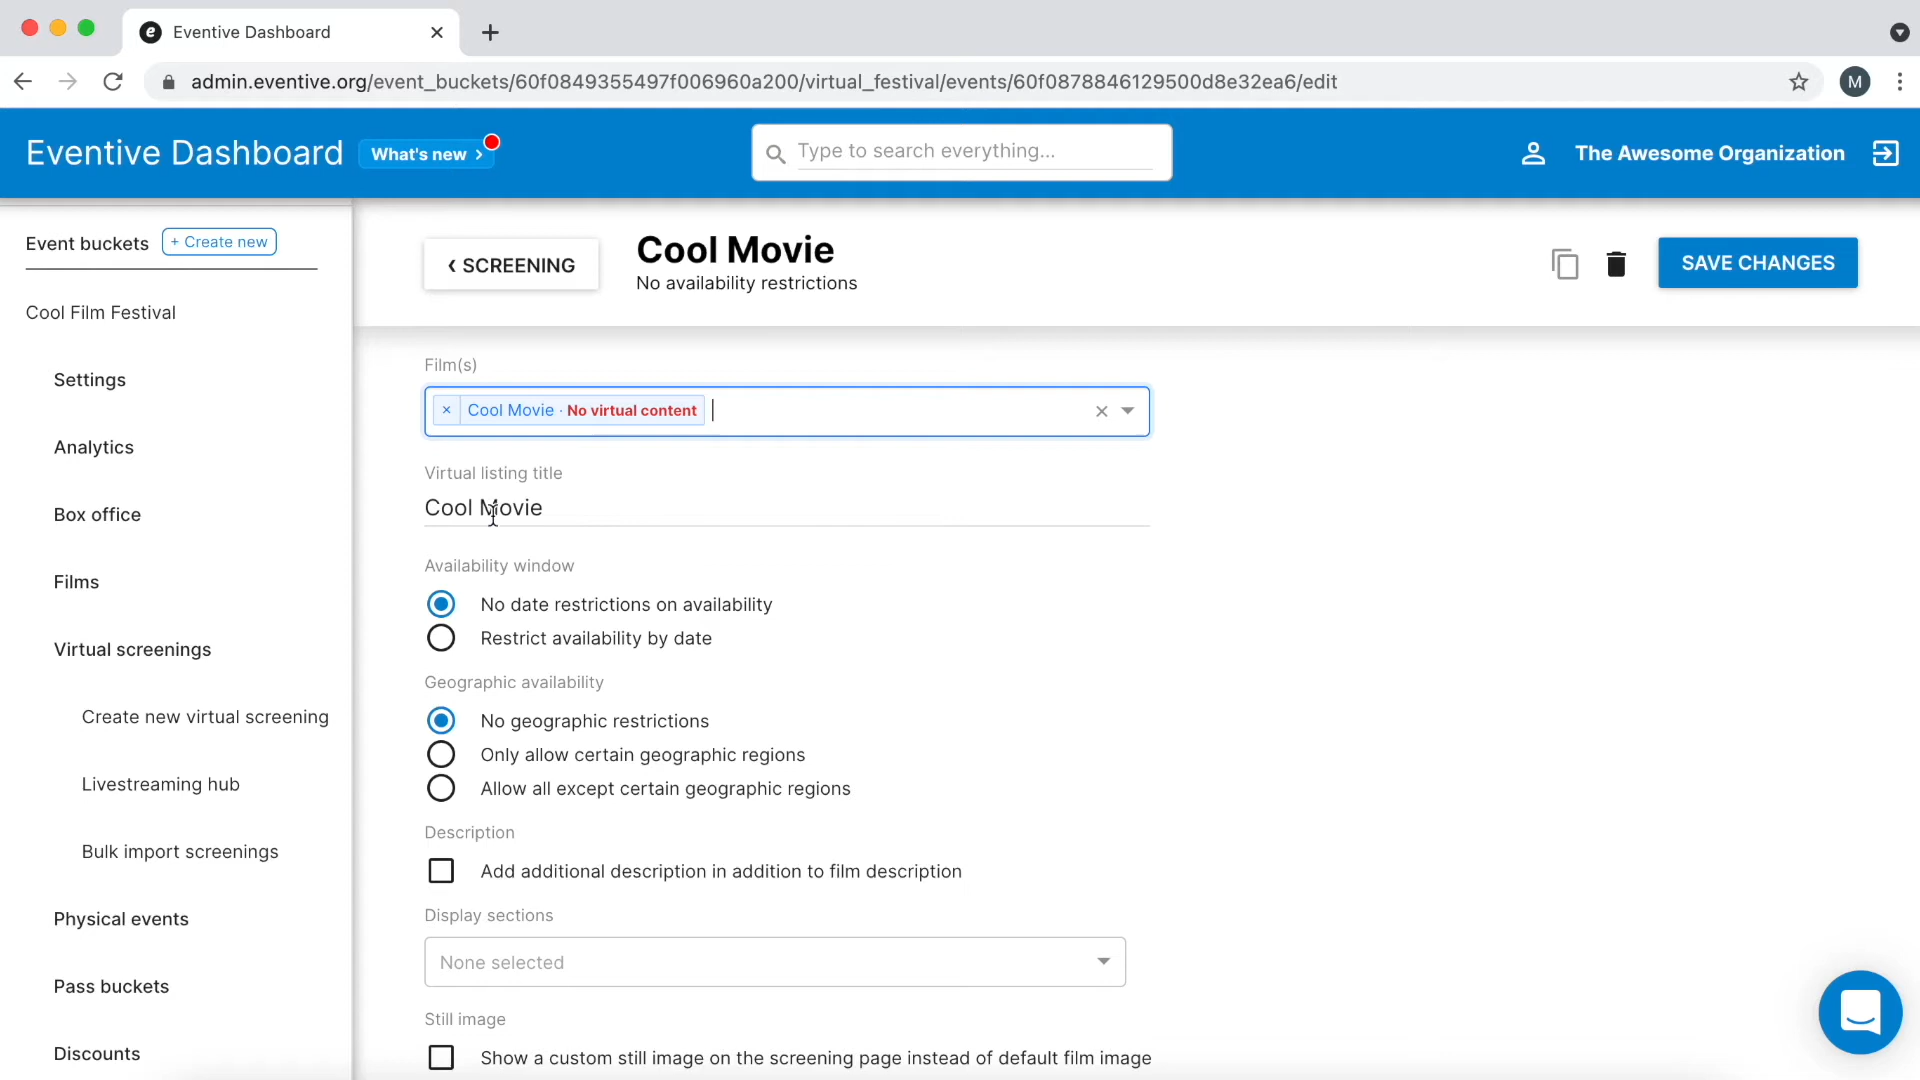 Eventive Dashboard
admin.eventive.org/event_buckets/60f0849355497f006960a200/virtual_festival/events/60f0878846129500d8e32ea6/edit
M
Eventive Dashboard
What's new ›
Type to search everything...
The Awesome Organization
Event buckets
+ Create new
Cool Film Festival
Settings
Analytics
Box office
Films
Virtual screenings
Create new virtual screening
Livestreaming hub
Bulk import screenings
Physical events
Pass buckets
Discounts
‹ SCREENING
Cool Movie
No availability restrictions
SAVE CHANGES
Film(s)
× Cool Movie · No virtual content
Virtual listing title
Cool Movie
Availability window
No date restrictions on availability
Restrict availability by date
Geographic availability
No geographic restrictions
Only allow certain geographic regions
Allow all except certain geographic regions
Description
Add additional description in addition to film description
Display sections
None selected
Still image
Show a custom still image on the screening page instead of default film image